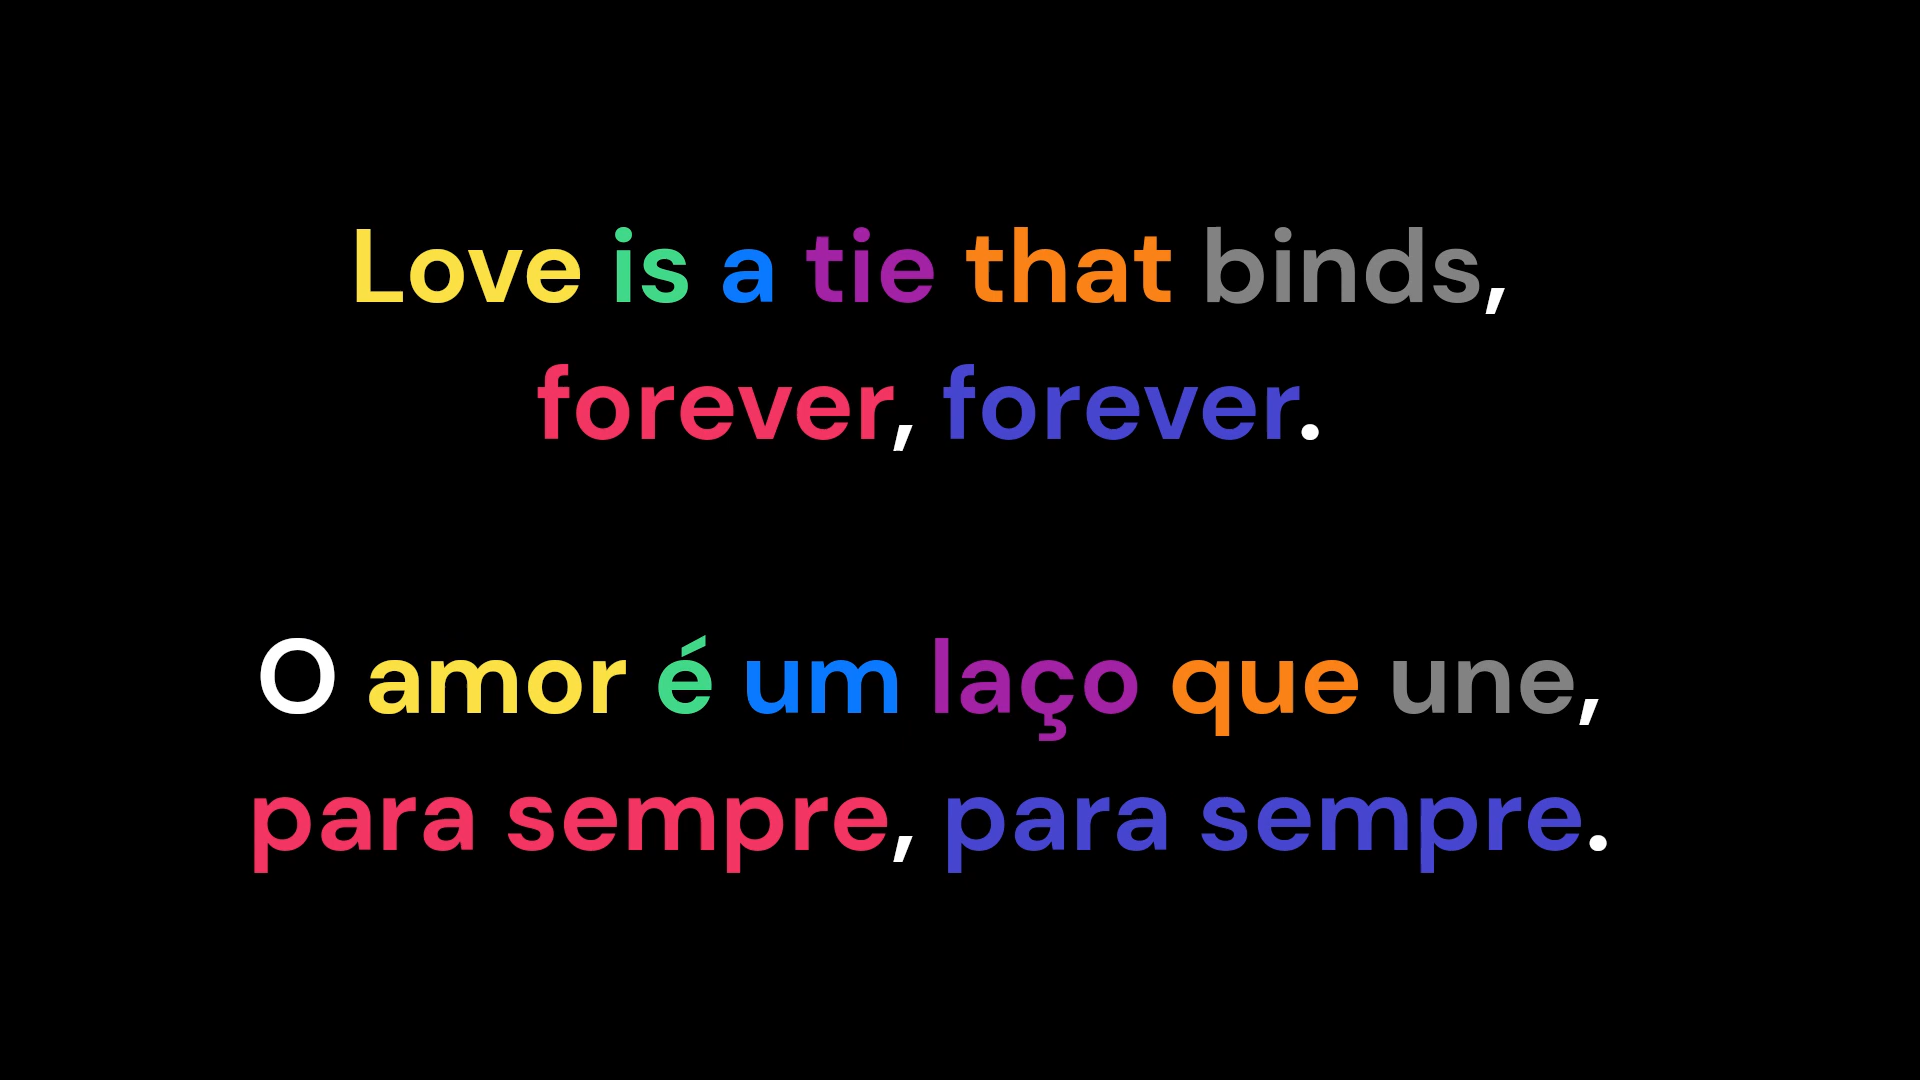 Love is a tie that binds,
forever, forever.
O amor é um laço que une,
para sempre, para sempre.